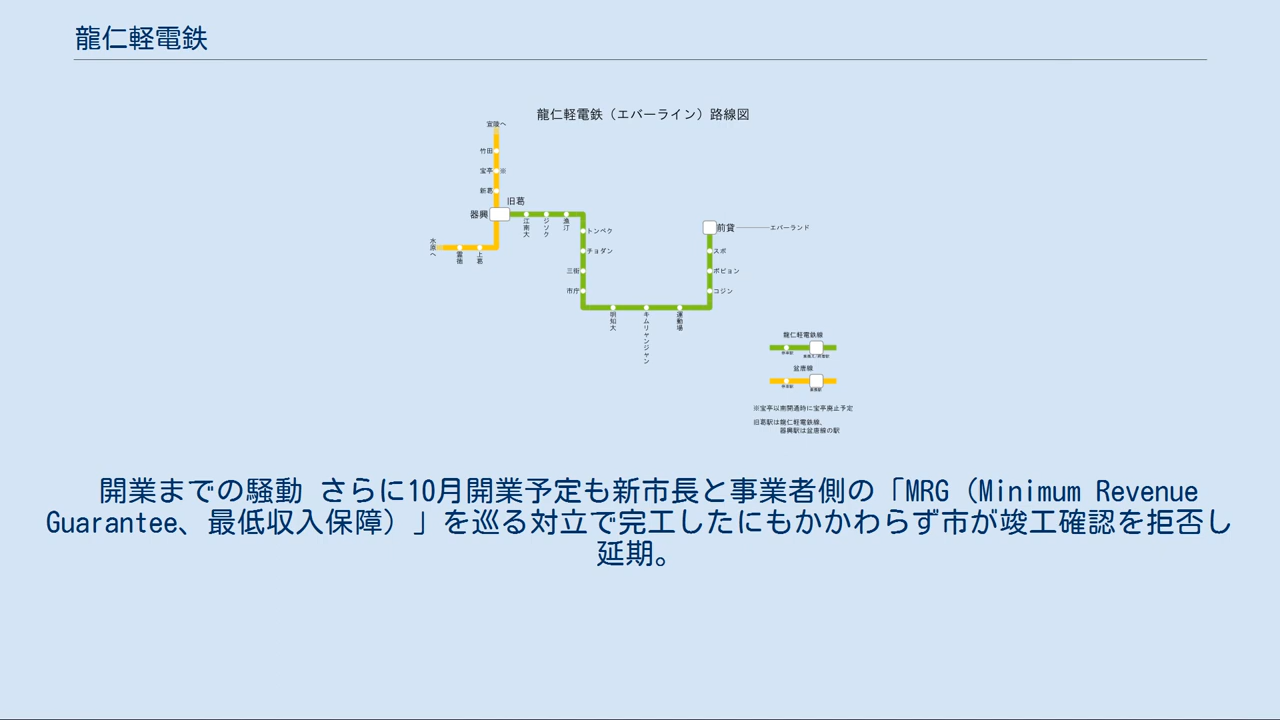 龍仁軽電鉄
龍仁軽電鉄（エバーライン）路線図
宜陵へ
竹田
宝亭 ※
新葛
旧葛
器興
江南大
ジソク
漁汀
トンベク
チョダン
三街
市庁
水原へ
霊徳
上葛
明知大
キムリャンジャン
運動場
前貸
エバーランド
スポ
ポピョン
コジン
龍仁軽電鉄線
盆唐線
※宝亭以南開通時に宝亭廃止予定
旧葛駅は龍仁軽電鉄線、
器興駅は盆唐線の駅
開業までの騒動 さらに10月開業予定も新市長と事業者側の「MRG（Minimum Revenue
Guarantee、最低収入保障）」を巡る対立で完工したにもかかわらず市が竣工確認を拒否し
延期。